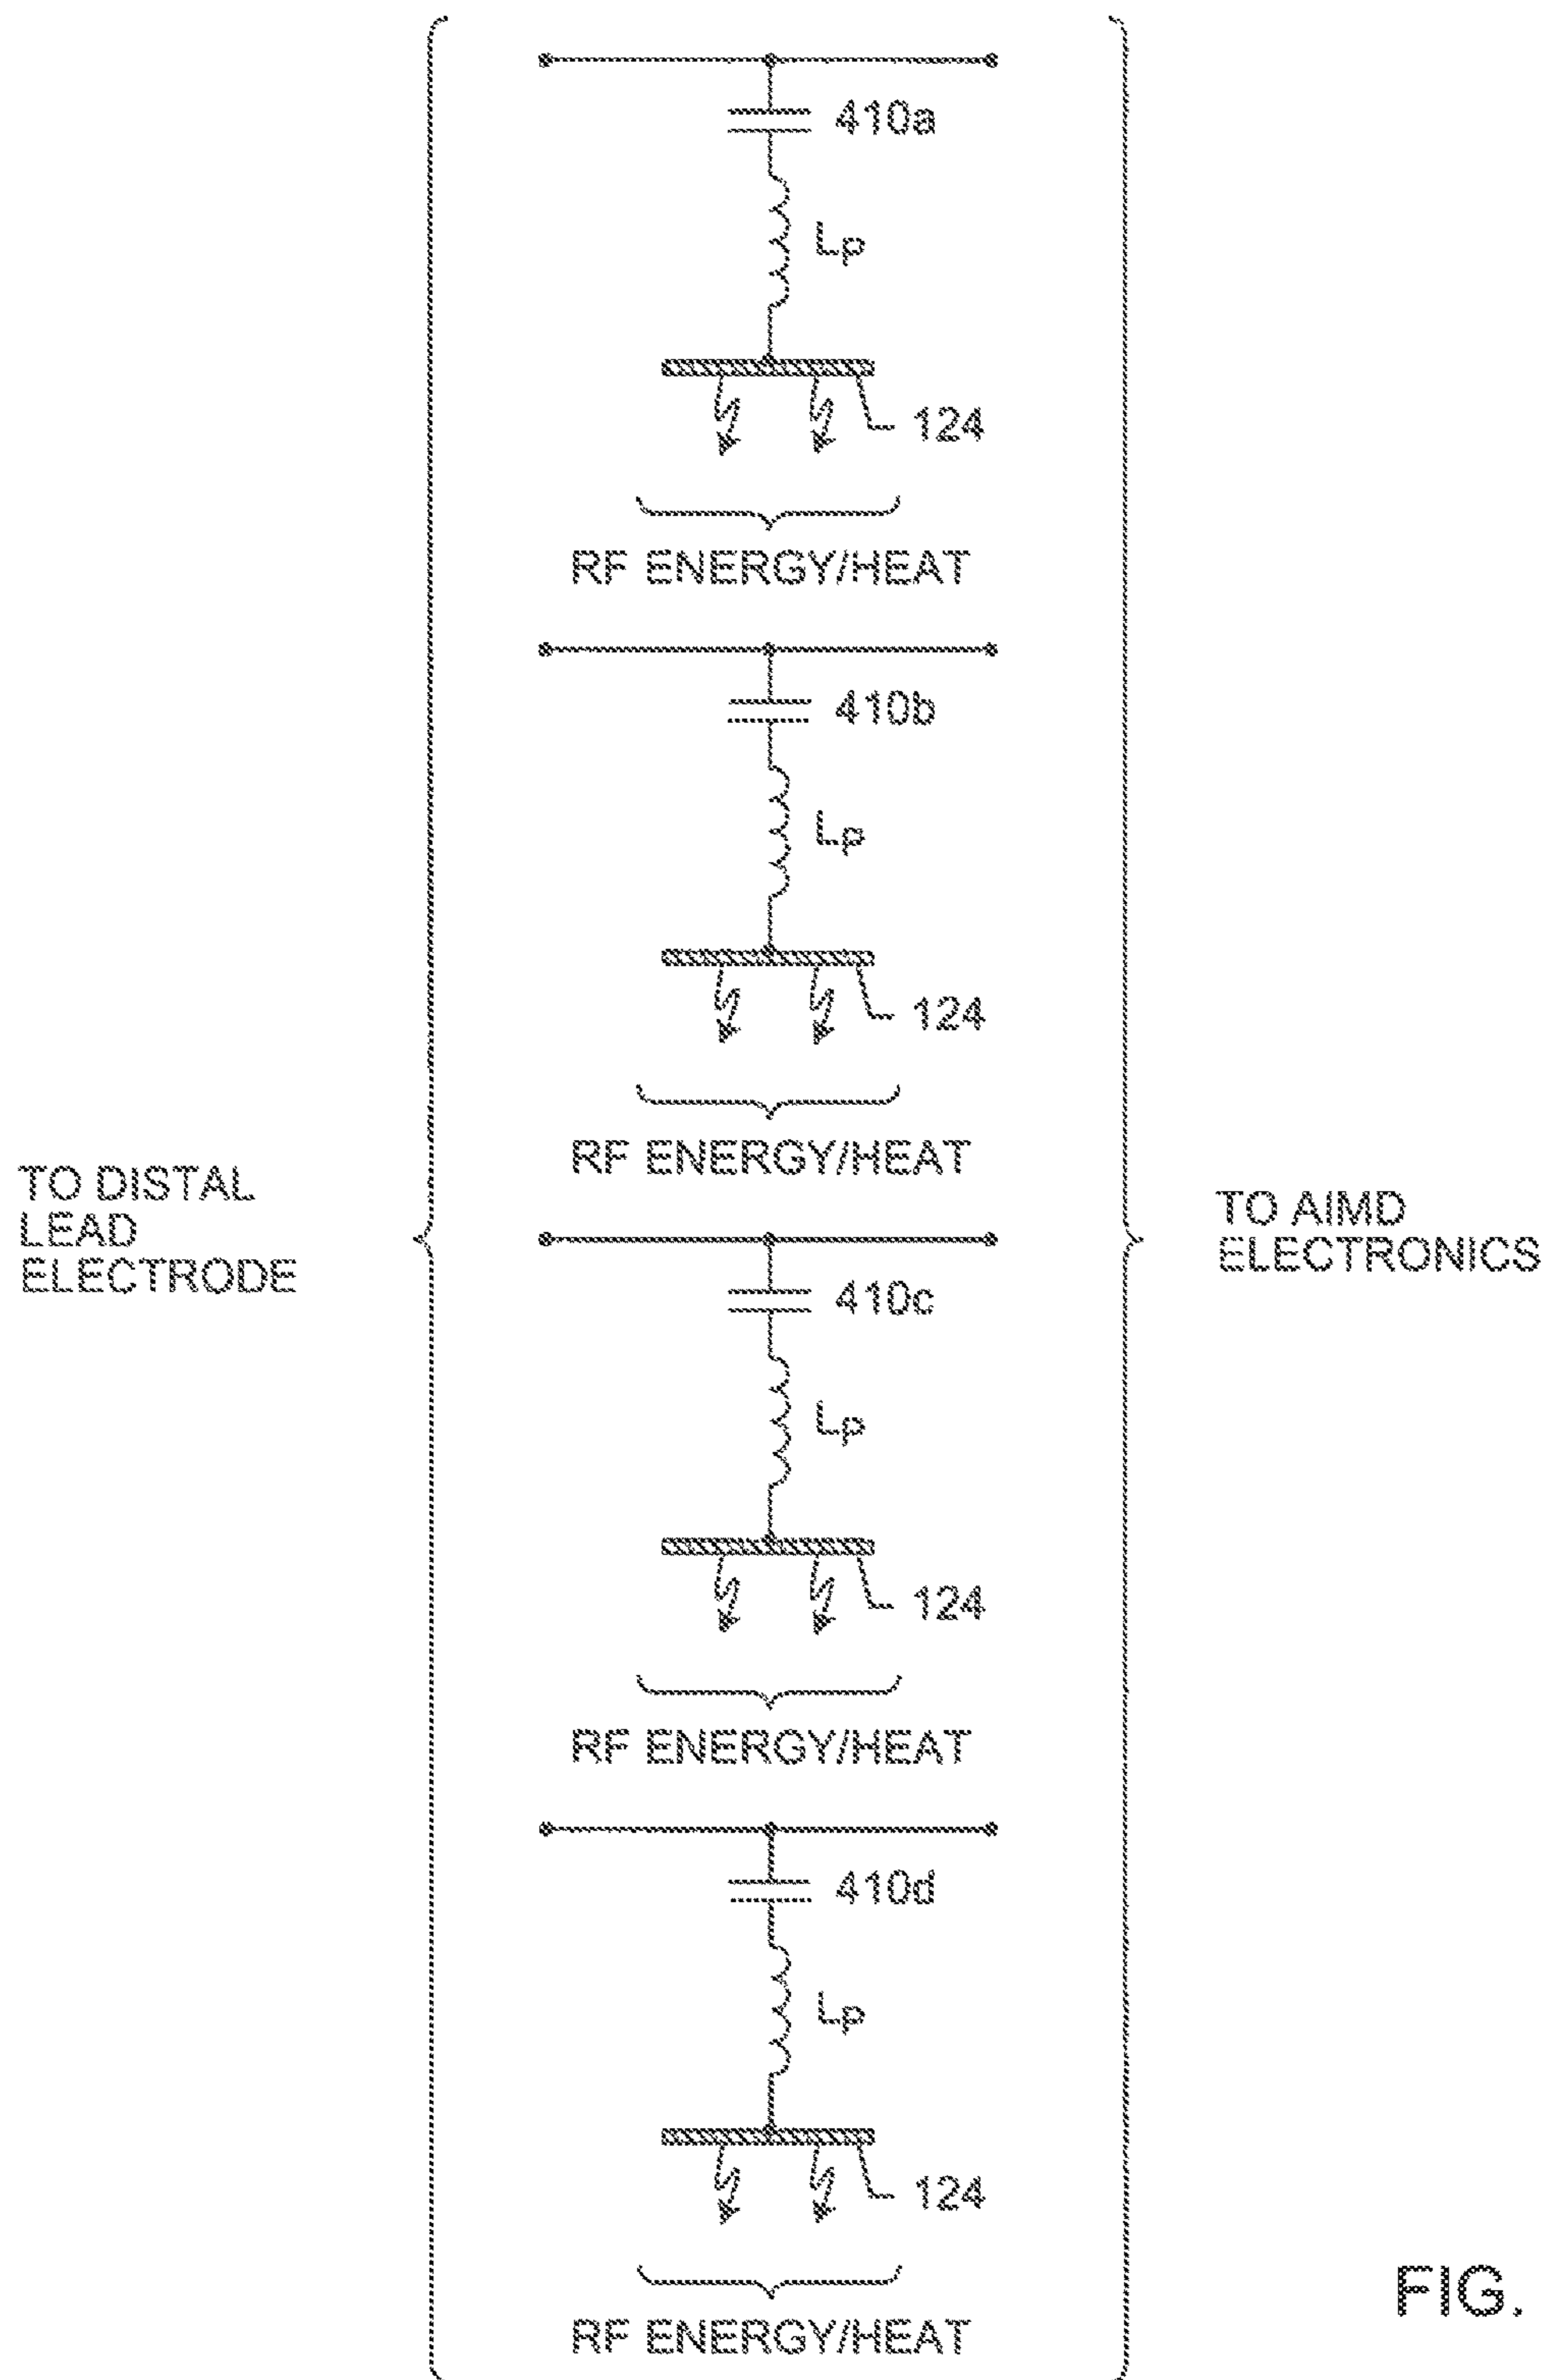 410a
Lp
124
RF ENERGY/HEAT
410b
Lp
124
RF ENERGY/HEAT
TO DISTAL
LEAD
ELECTRODE
TO AIMD
ELECTRONICS
410c
Lp
124
RF ENERGY/HEAT
410d
Lp
124
RF ENERGY/HEAT
FIG.